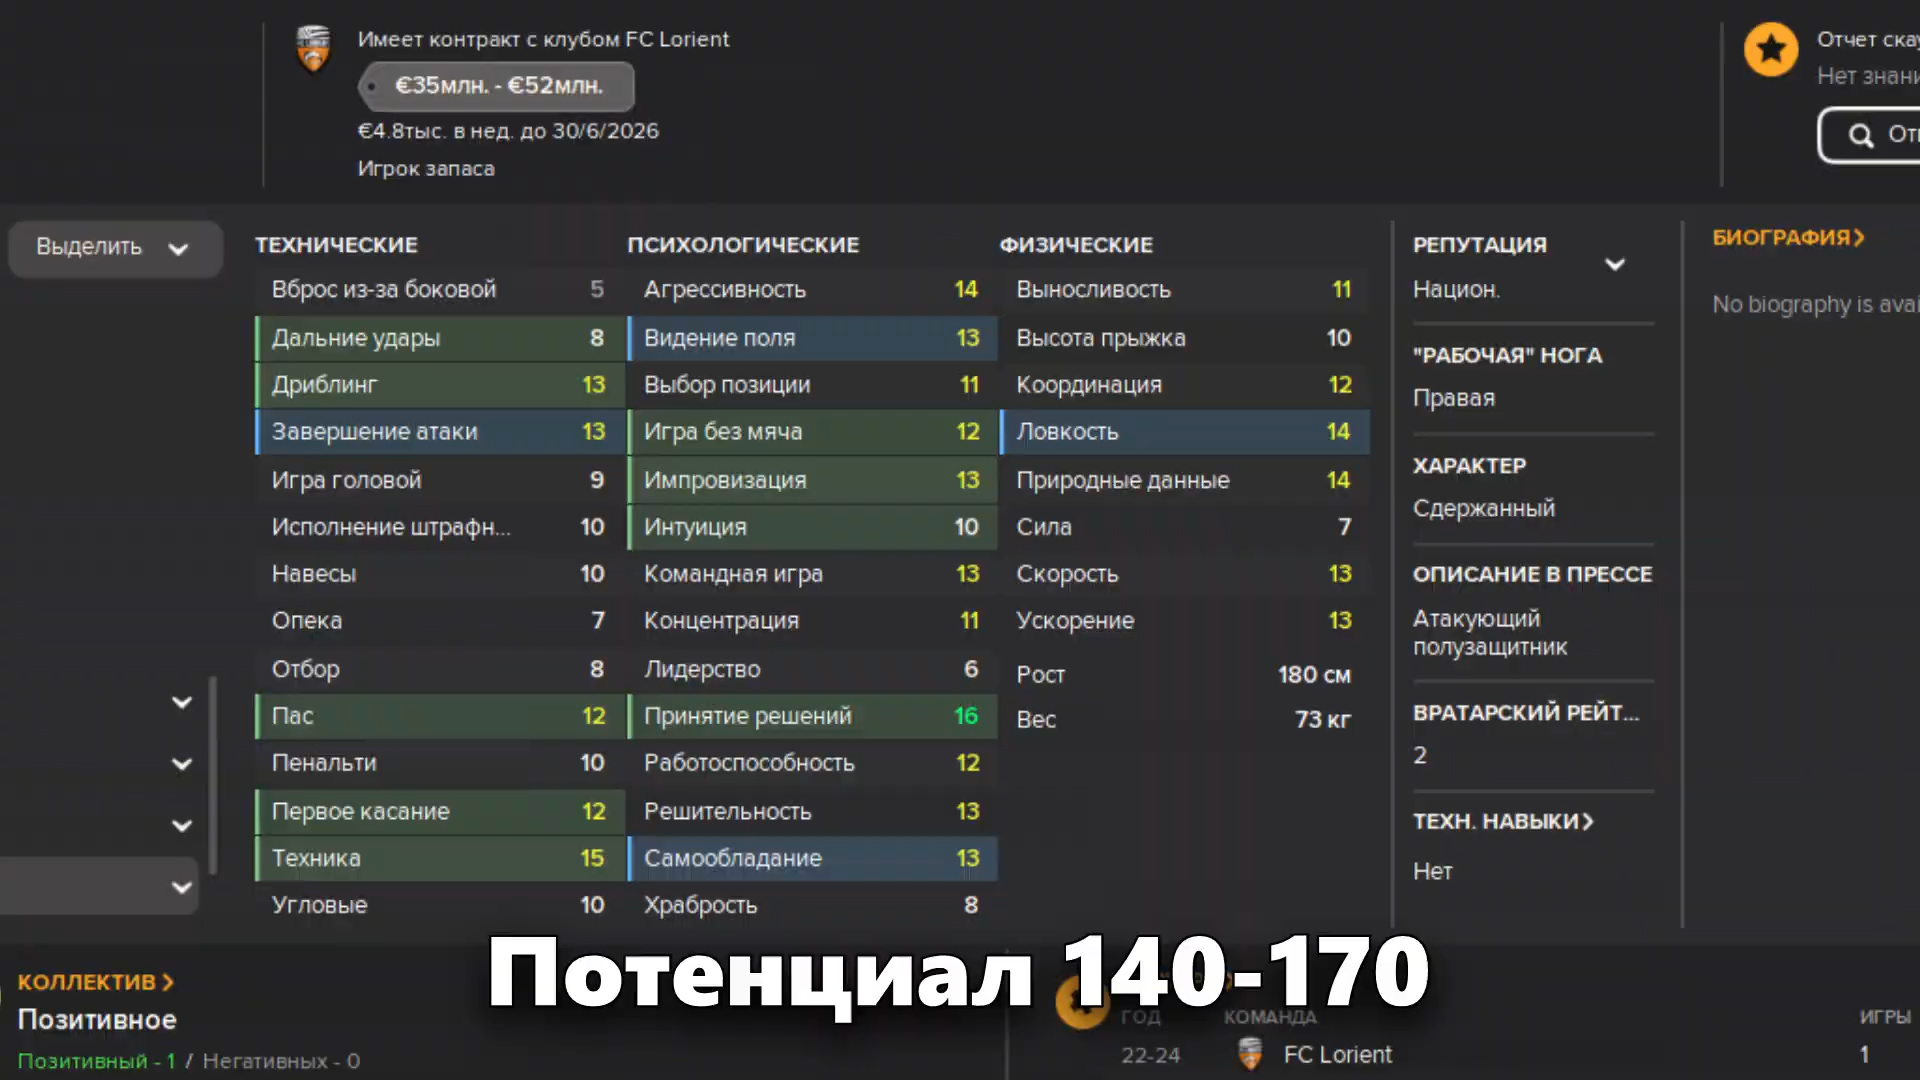 Имеет контракт с клубом FC Lorient
€35млн. - €52млн.
€4.8тыс. в нед. до 30/6/2026
Игрок запаса
Отчет ска
Нет знани
От
Выделить
ТЕХНИЧЕСКИЕ
Вброс из-за боковой 5
Дальние удары 8
Дриблинг 13
Завершение атаки 13
Игра головой 9
Исполнение штрафн... 10
Навесы 10
Опека 7
Отбор 8
Пас 12
Пенальти 10
Первое касание 12
Техника 15
Угловые 10
ПСИХОЛОГИЧЕСКИЕ
Агрессивность 14
Видение поля 13
Выбор позиции 11
Игра без мяча 12
Импровизация 13
Интуиция 10
Командная игра 13
Концентрация 11
Лидерство 6
Принятие решений 16
Работоспособность 12
Решительность 13
Самообладание 13
Храбрость 8
ФИЗИЧЕСКИЕ
Выносливость 11
Высота прыжка 10
Координация 12
Ловкость 14
Природные данные 14
Сила 7
Скорость 13
Ускорение 13
Рост 180 см
Вес 73 кг
РЕПУТАЦИЯ
Национ.
"РАБОЧАЯ" НОГА
Правая
ХАРАКТЕР
Сдержанный
ОПИСАНИЕ В ПРЕССЕ
Атакующий
полузащитник
ВРАТАРСКИЙ РЕЙТ...
2
ТЕХН. НАВЫКИ
Нет
БИОГРАФИЯ
No biography is avai
Потенциал 140-170
КОЛЛЕКТИВ
Позитивное
Позитивный - 1 / Негативных - 0
ГОД КОМАНДА ИГРЫ
22-24 FC Lorient 1